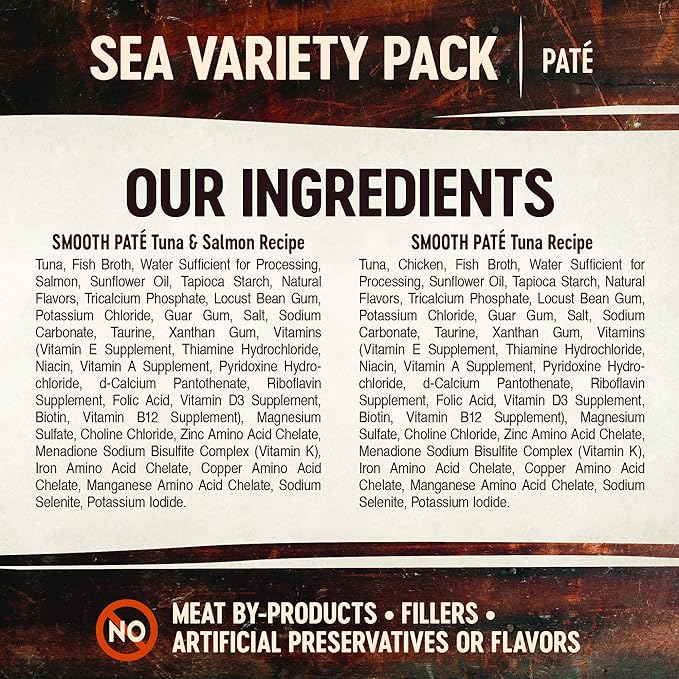 SEA VARIETY PACK | PATÉ
OUR INGREDIENTS
SMOOTH PATÉ Tuna & Salmon Recipe
Tuna, Fish Broth, Water Sufficient for Processing,
Salmon, Sunflower Oil, Tapioca Starch, Natural
Flavors, Tricalcium Phosphate, Locust Bean Gum,
Potassium Chloride, Guar Gum, Salt, Sodium
Carbonate, Taurine, Xanthan Gum, Vitamins
(Vitamin E Supplement, Thiamine Hydrochloride,
Niacin, Vitamin A Supplement, Pyridoxine Hydro-
chloride, d-Calcium Pantothenate, Riboflavin
Supplement, Folic Acid, Vitamin D3 Supplement,
Biotin, Vitamin B12 Supplement), Magnesium
Sulfate, Choline Chloride, Zinc Amino Acid Chelate,
Menadione Sodium Bisulfite Complex (Vitamin K),
Iron Amino Acid Chelate, Copper Amino Acid
Chelate, Manganese Amino Acid Chelate, Sodium
Selenite, Potassium Iodide.
SMOOTH PATÉ Tuna Recipe
Tuna, Chicken, Fish Broth, Water Sufficient for
Processing, Sunflower Oil, Tapioca Starch, Natural
Flavors, Tricalcium Phosphate, Locust Bean Gum,
Potassium Chloride, Guar Gum, Salt, Sodium
Carbonate, Taurine, Xanthan Gum, Vitamins
(Vitamin E Supplement, Thiamine Hydrochloride,
Niacin, Vitamin A Supplement, Pyridoxine Hydro-
chloride, d-Calcium Pantothenate, Riboflavin
Supplement, Folic Acid, Vitamin D3 Supplement,
Biotin, Vitamin B12 Supplement), Magnesium
Sulfate, Choline Chloride, Zinc Amino Acid Chelate,
Menadione Sodium Bisulfite Complex (Vitamin K),
Iron Amino Acid Chelate, Copper Amino Acid
Chelate, Manganese Amino Acid Chelate, Sodium
Selenite, Potassium Iodide.
NO
MEAT BY-PRODUCTS • FILLERS •
ARTIFICIAL PRESERVATIVES OR FLAVORS